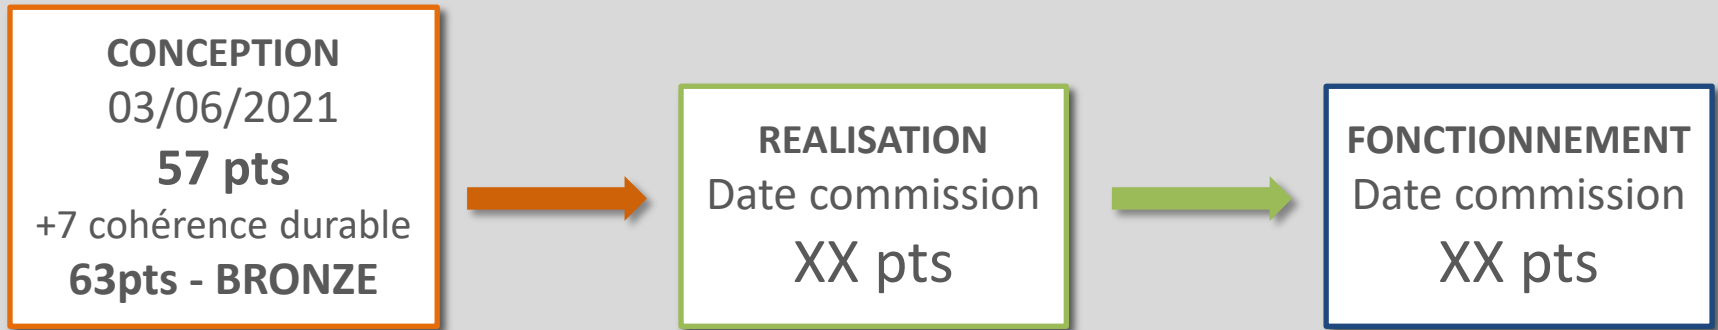 CONCEPTION
03/06/2021
57 pts
+7 cohérence durable
63pts - BRONZE
REALISATION
Date commission
XX pts
FONCTIONNEMENT
Date commission
XX pts